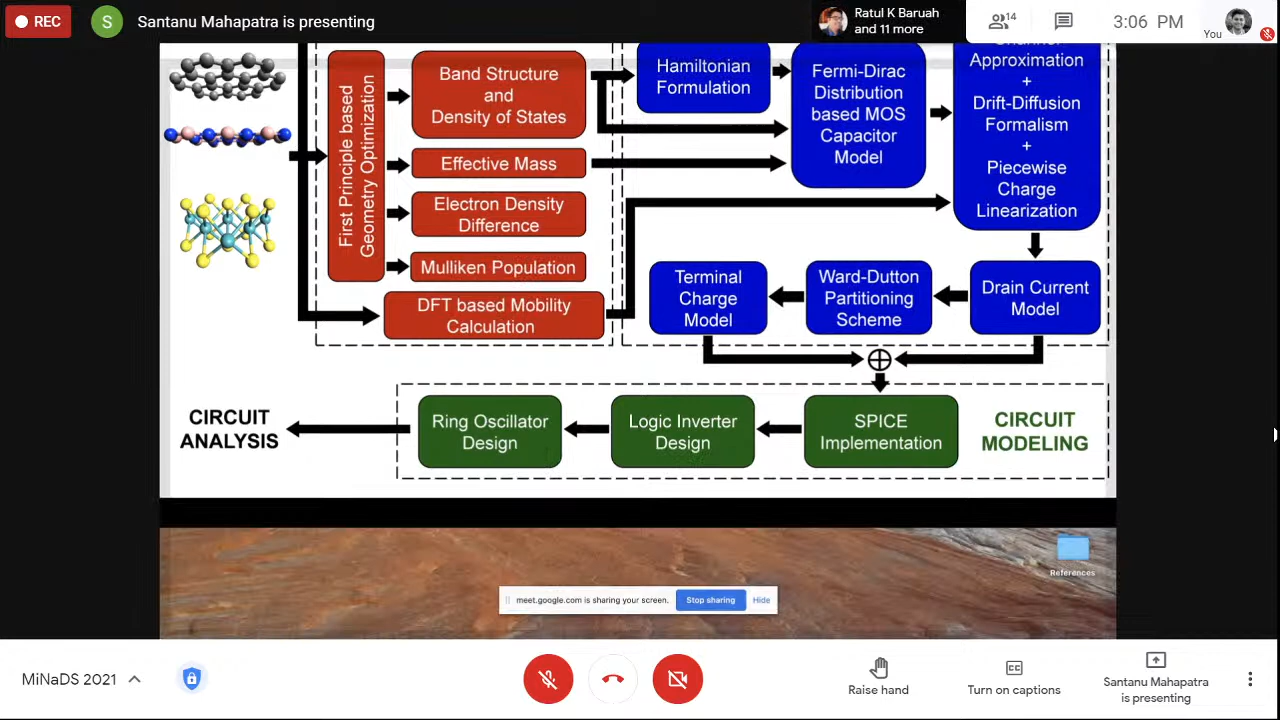 REC
S
Santanu Mahapatra is presenting
Ratul K Baruah
and 11 more
14
3:06 PM
You
First Principle based
Geometry Optimization
Band Structure
and
Density of States
Effective Mass
Electron Density
Difference
Mulliken Population
DFT based Mobility
Calculation
Hamiltonian
Formulation
Fermi-Dirac
Distribution
based MOS
Capacitor
Model
Approximation
+
Drift-Diffusion
Formalism
+
Piecewise
Charge
Linearization
Terminal
Charge
Model
Ward-Dutton
Partitioning
Scheme
Drain Current
Model
CIRCUIT
ANALYSIS
Ring Oscillator
Design
Logic Inverter
Design
SPICE
Implementation
CIRCUIT
MODELING
References
meet.google.com is sharing your screen.
Stop sharing
Hide
MiNaDS 2021
Raise hand
CC
Turn on captions
Santanu Mahapatra
is presenting